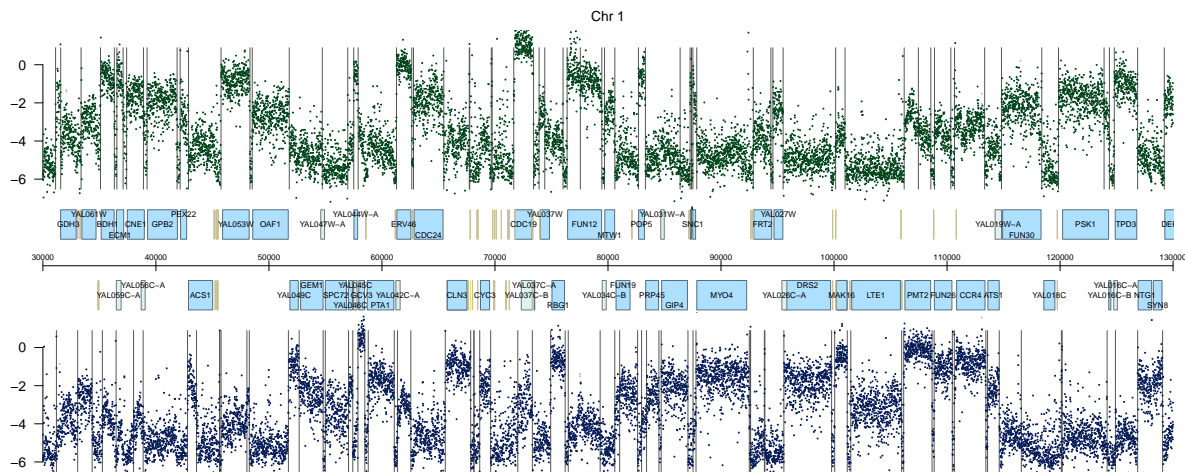 Chr 1
0
−2
−4
−6
YAL061W PEX22 YAL044W−A YAL037W YAL031W−A YAL027W
GDH3 BDH1 CNE1 GPB2 YAL053W OAF1 YAL047W−A ERV46 CDC19 FUN12 POP5 SNC1 FRT2 YAL019W−A PSK1 TPD3
ECM1 CDC24 MTW1 FUN30
30000 40000 50000 60000 70000 80000 90000 100000 110000 120000
YAL056C−A GEM1 YAL045C YAL037C−A FUN19 DRS2 YAL016C−A
YAL059C−A ACS1 YAL049C SPC72 GCV3 YAL042C−A CLN3 CYC3 YAL037C−B YAL034C−B PRP45 MYO4 YAL026C−A MAK16 LTE1 PMT2 FUN26 CCR4 ATS1 YAL018C YAL016C−B NTG1
YAL046C PTA1 RBG1 GIP4 SYN8
0
−2
−4
−6